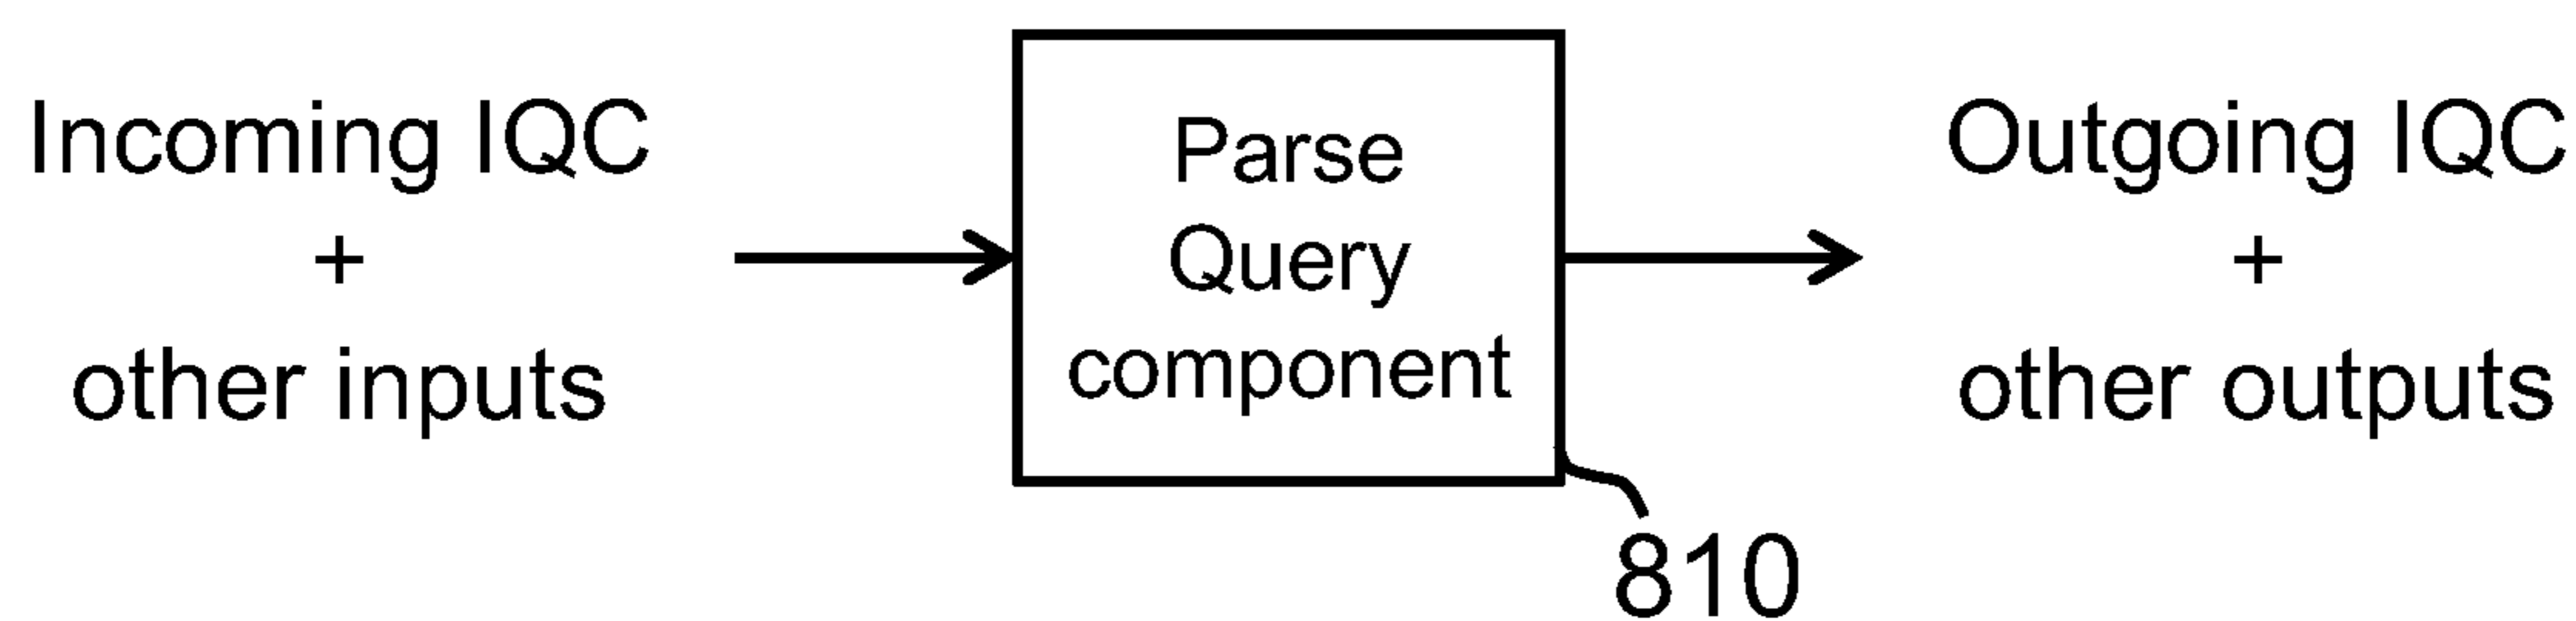 Incoming IQC
+
other inputs
Parse
Query
component
810
Outgoing IQC
+
other outputs